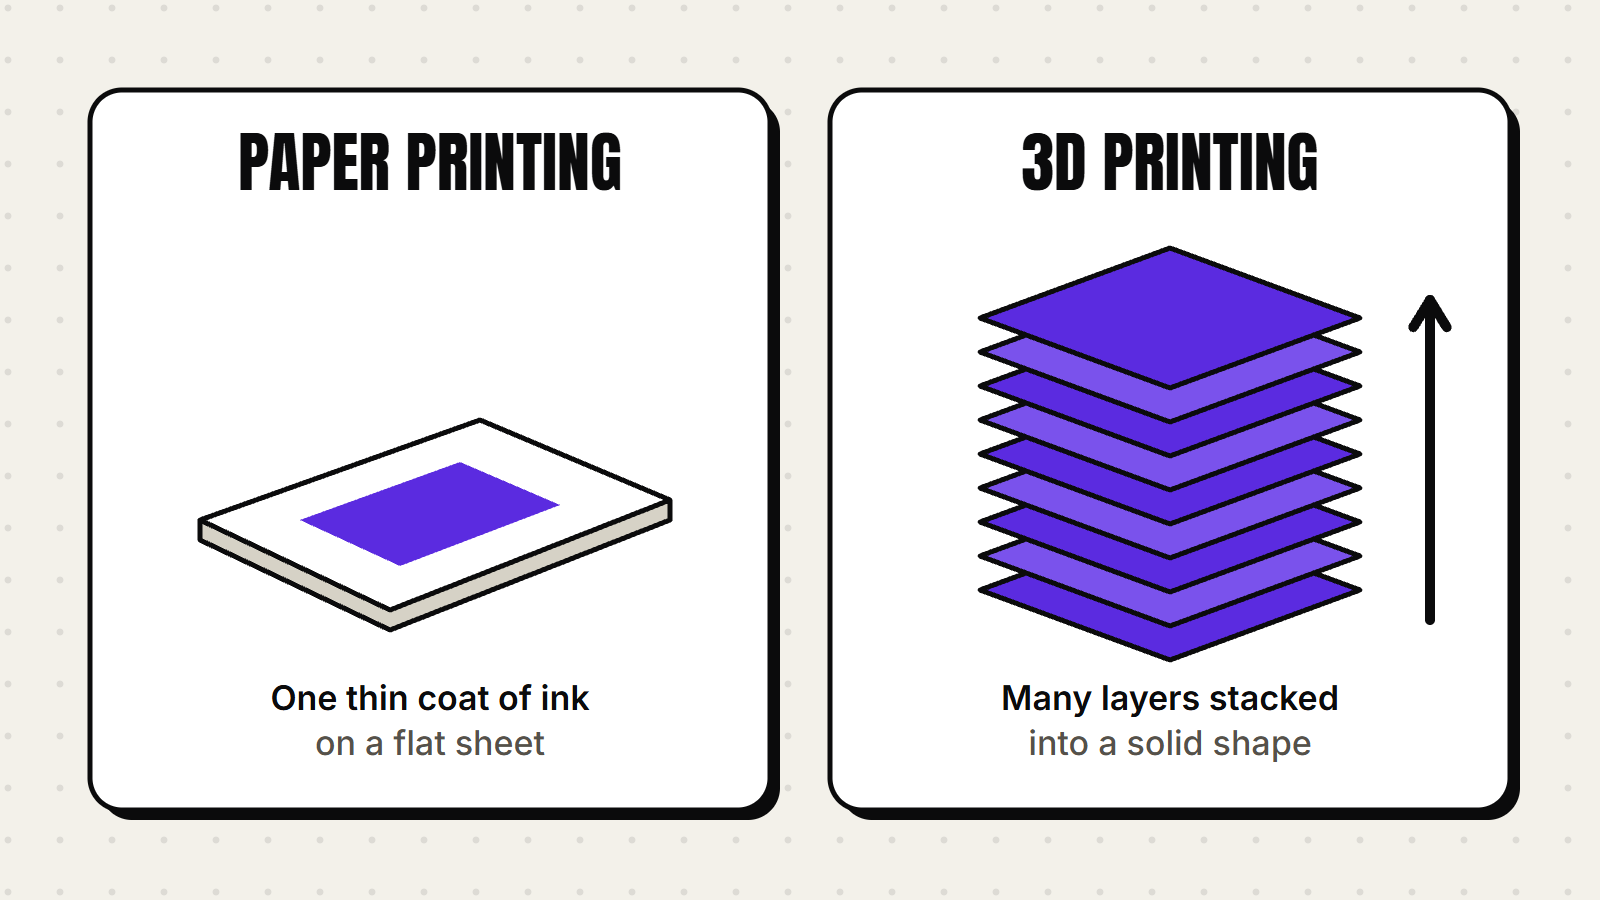 PAPER PRINTING
One thin coat of ink
on a flat sheet
3D PRINTING
Many layers stacked
into a solid shape